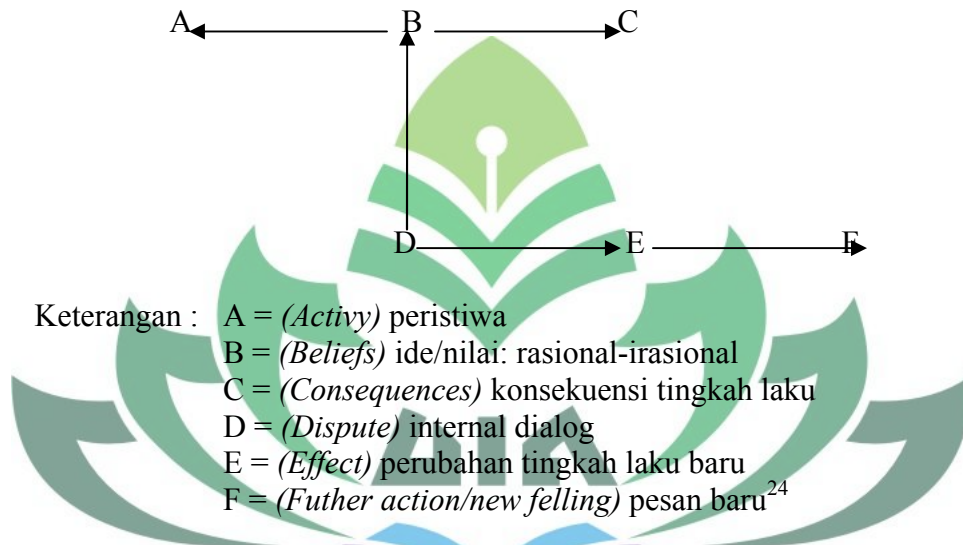 A B C
D E F
Keterangan : A = (Activy) peristiwa
B = (Beliefs) ide/nilai: rasional-irasional
C = (Consequences) konsekuensi tingkah laku
D = (Dispute) internal dialog
E = (Effect) perubahan tingkah laku baru
F = (Futher action/new felling) pesan baru24